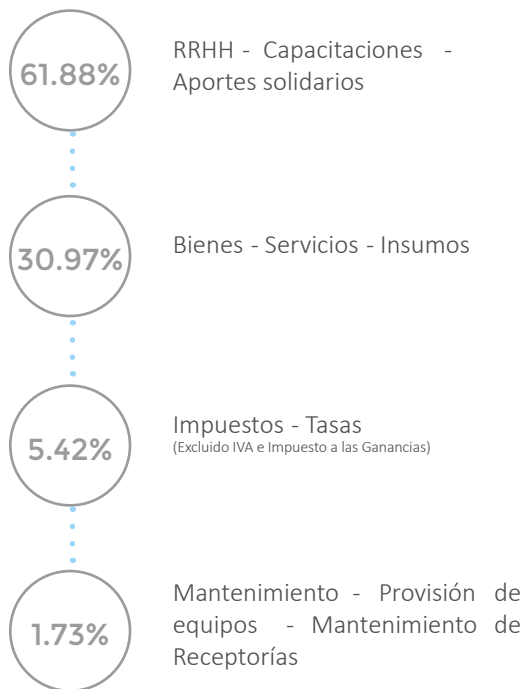 61.88%
RRHH - Capacitaciones -
Aportes solidarios
30.97%
Bienes - Servicios - Insumos
5.42%
Impuestos - Tasas
(Excluido IVA e Impuesto a las Ganancias)
1.73%
Mantenimiento - Provisión de
equipos - Mantenimiento de
Receptorías